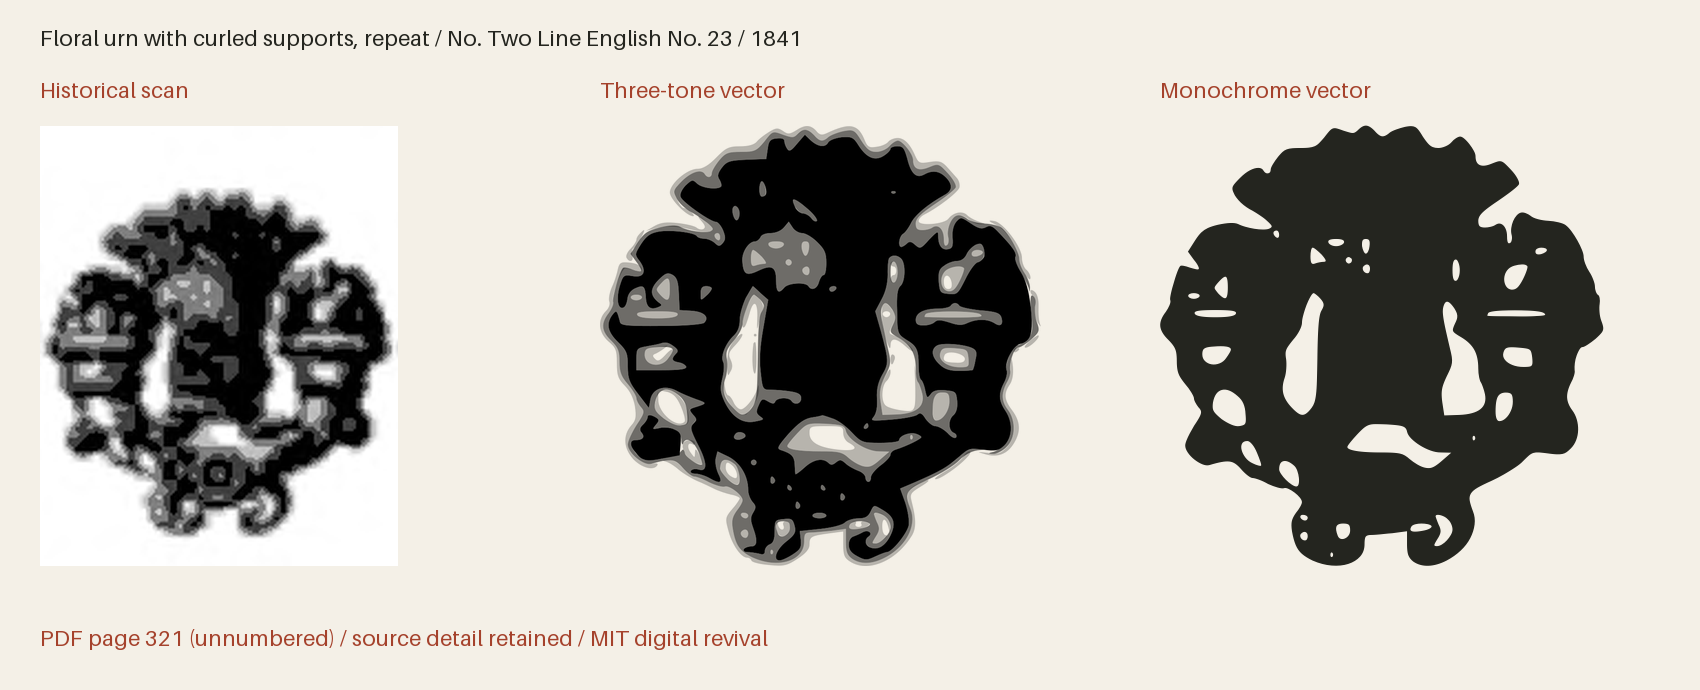 Floral urn with curled supports, repeat / No. Two Line English No. 23 / 1841
Historical scan
Three-tone vector
Monochrome vector
PDF page 321 (unnumbered) / source detail retained / MIT digital revival